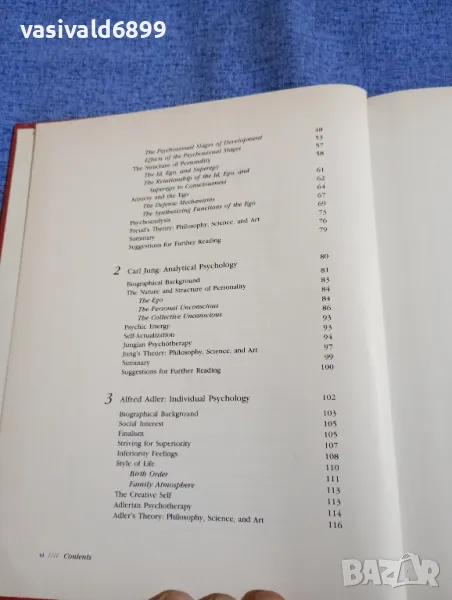 vasivald6899
The Psychosexual Stages of Development 48
Effects of the Psychosexual Stages 53
The Structure of Personality 57
The Id, Ego, and Superego 58
The Relationship of the Id, Ego, and
Superego to Consciousness 61
Anxiety and the Ego 62
The Defense Mechanisms 64
The Synthesizing Functions of the Ego 67
Psychoanalysis 69
Freud's Theory: Philosophy, Science, and Art 73
Summary 76
Suggestions for Further Reading 79
2 Carl Jung: Analytical Psychology 80
Biographical Background 81
The Nature and Structure of Personality 83
The Ego 84
The Personal Unconscious 84
The Collective Unconscious 86
Psychic Energy 93
Self-Actualization 93
Jungian Psychotherapy 94
Jung's Theory: Philosophy, Science, and Art 97
Summary 99
Suggestions for Further Reading 100
3 Alfred Adler: Individual Psychology 102
Biographical Background 103
Social Interest 105
Finalism 105
Striving for Superiority 107
Inferiority Feelings 108
Style of Life 110
Birth Order 111
Family Atmosphere 113
The Creative Self 113
Adlerian Psychotherapy 114
Adler's Theory: Philosophy, Science, and Art 116
vi //// Contents
BAZAR